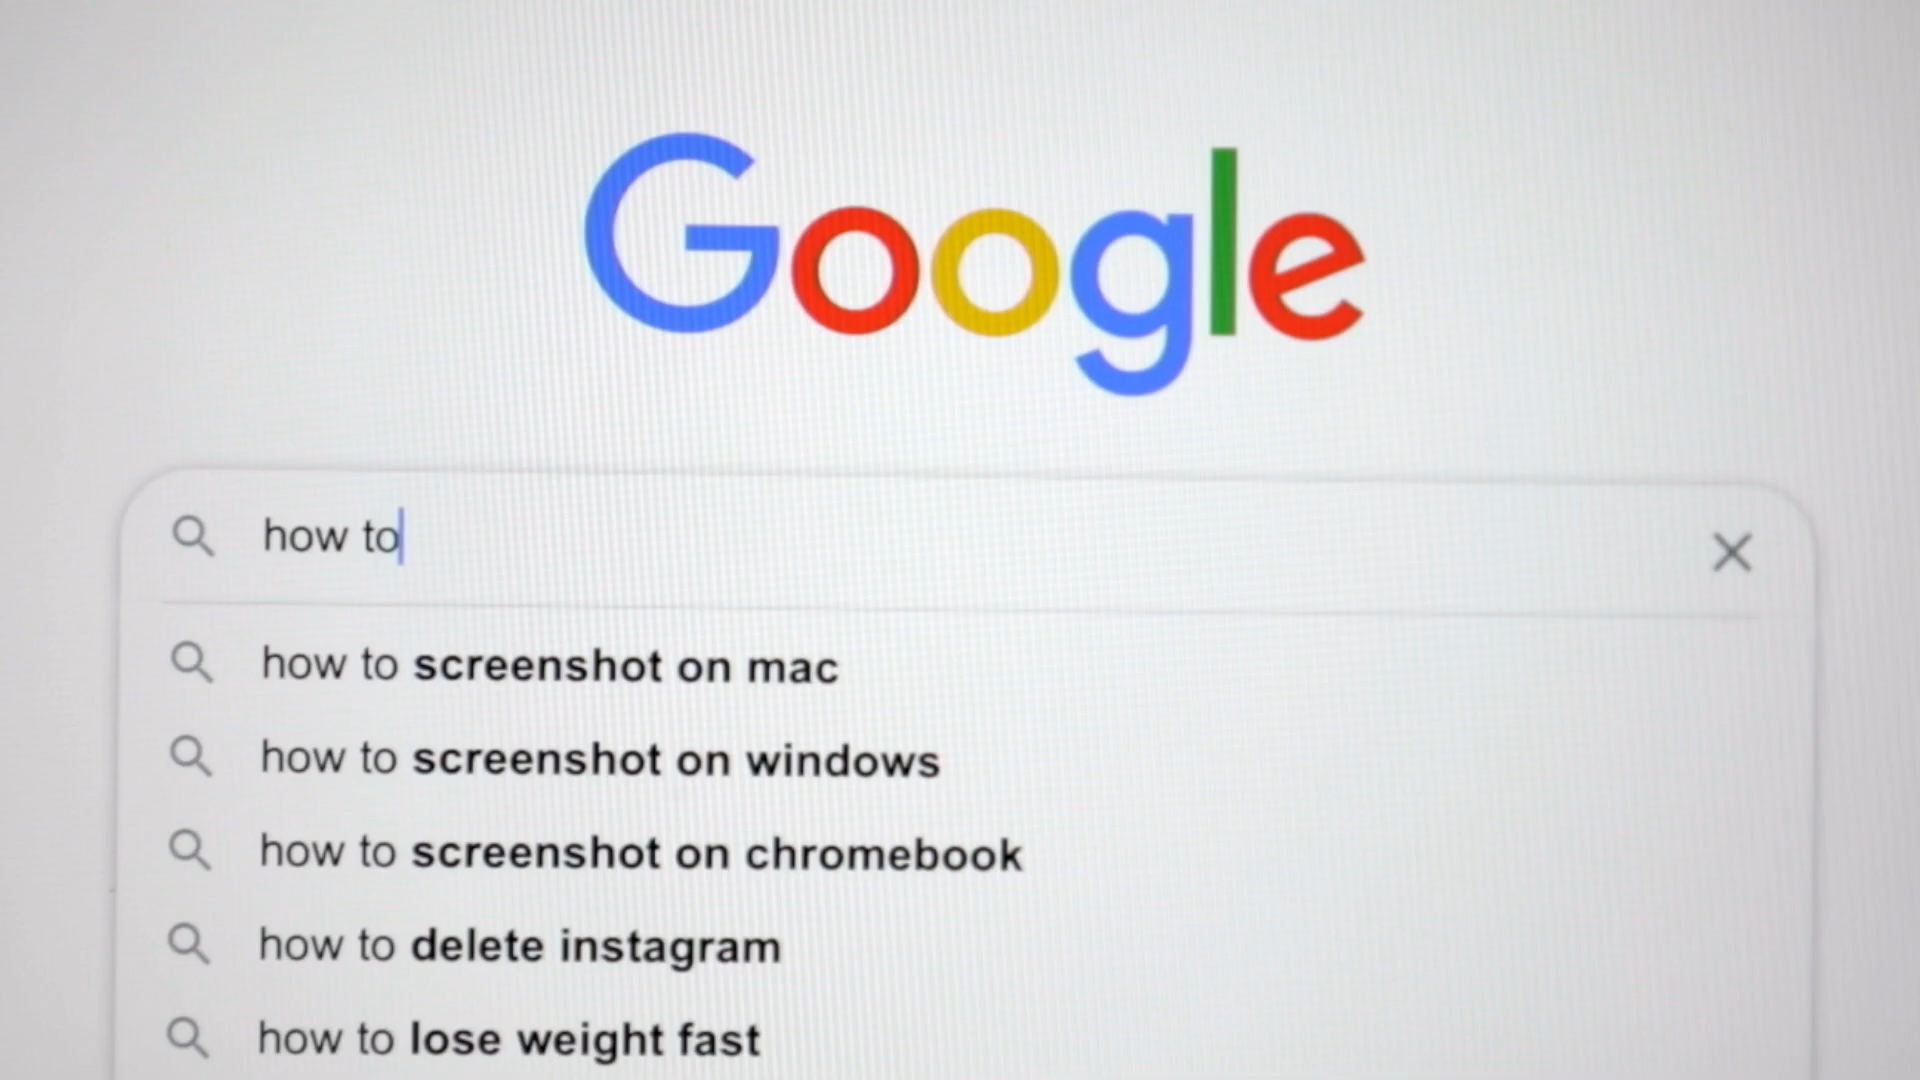 Google
how to
how to screenshot on mac
how to screenshot on windows
how to screenshot on chromebook
how to delete instagram
how to lose weight fast